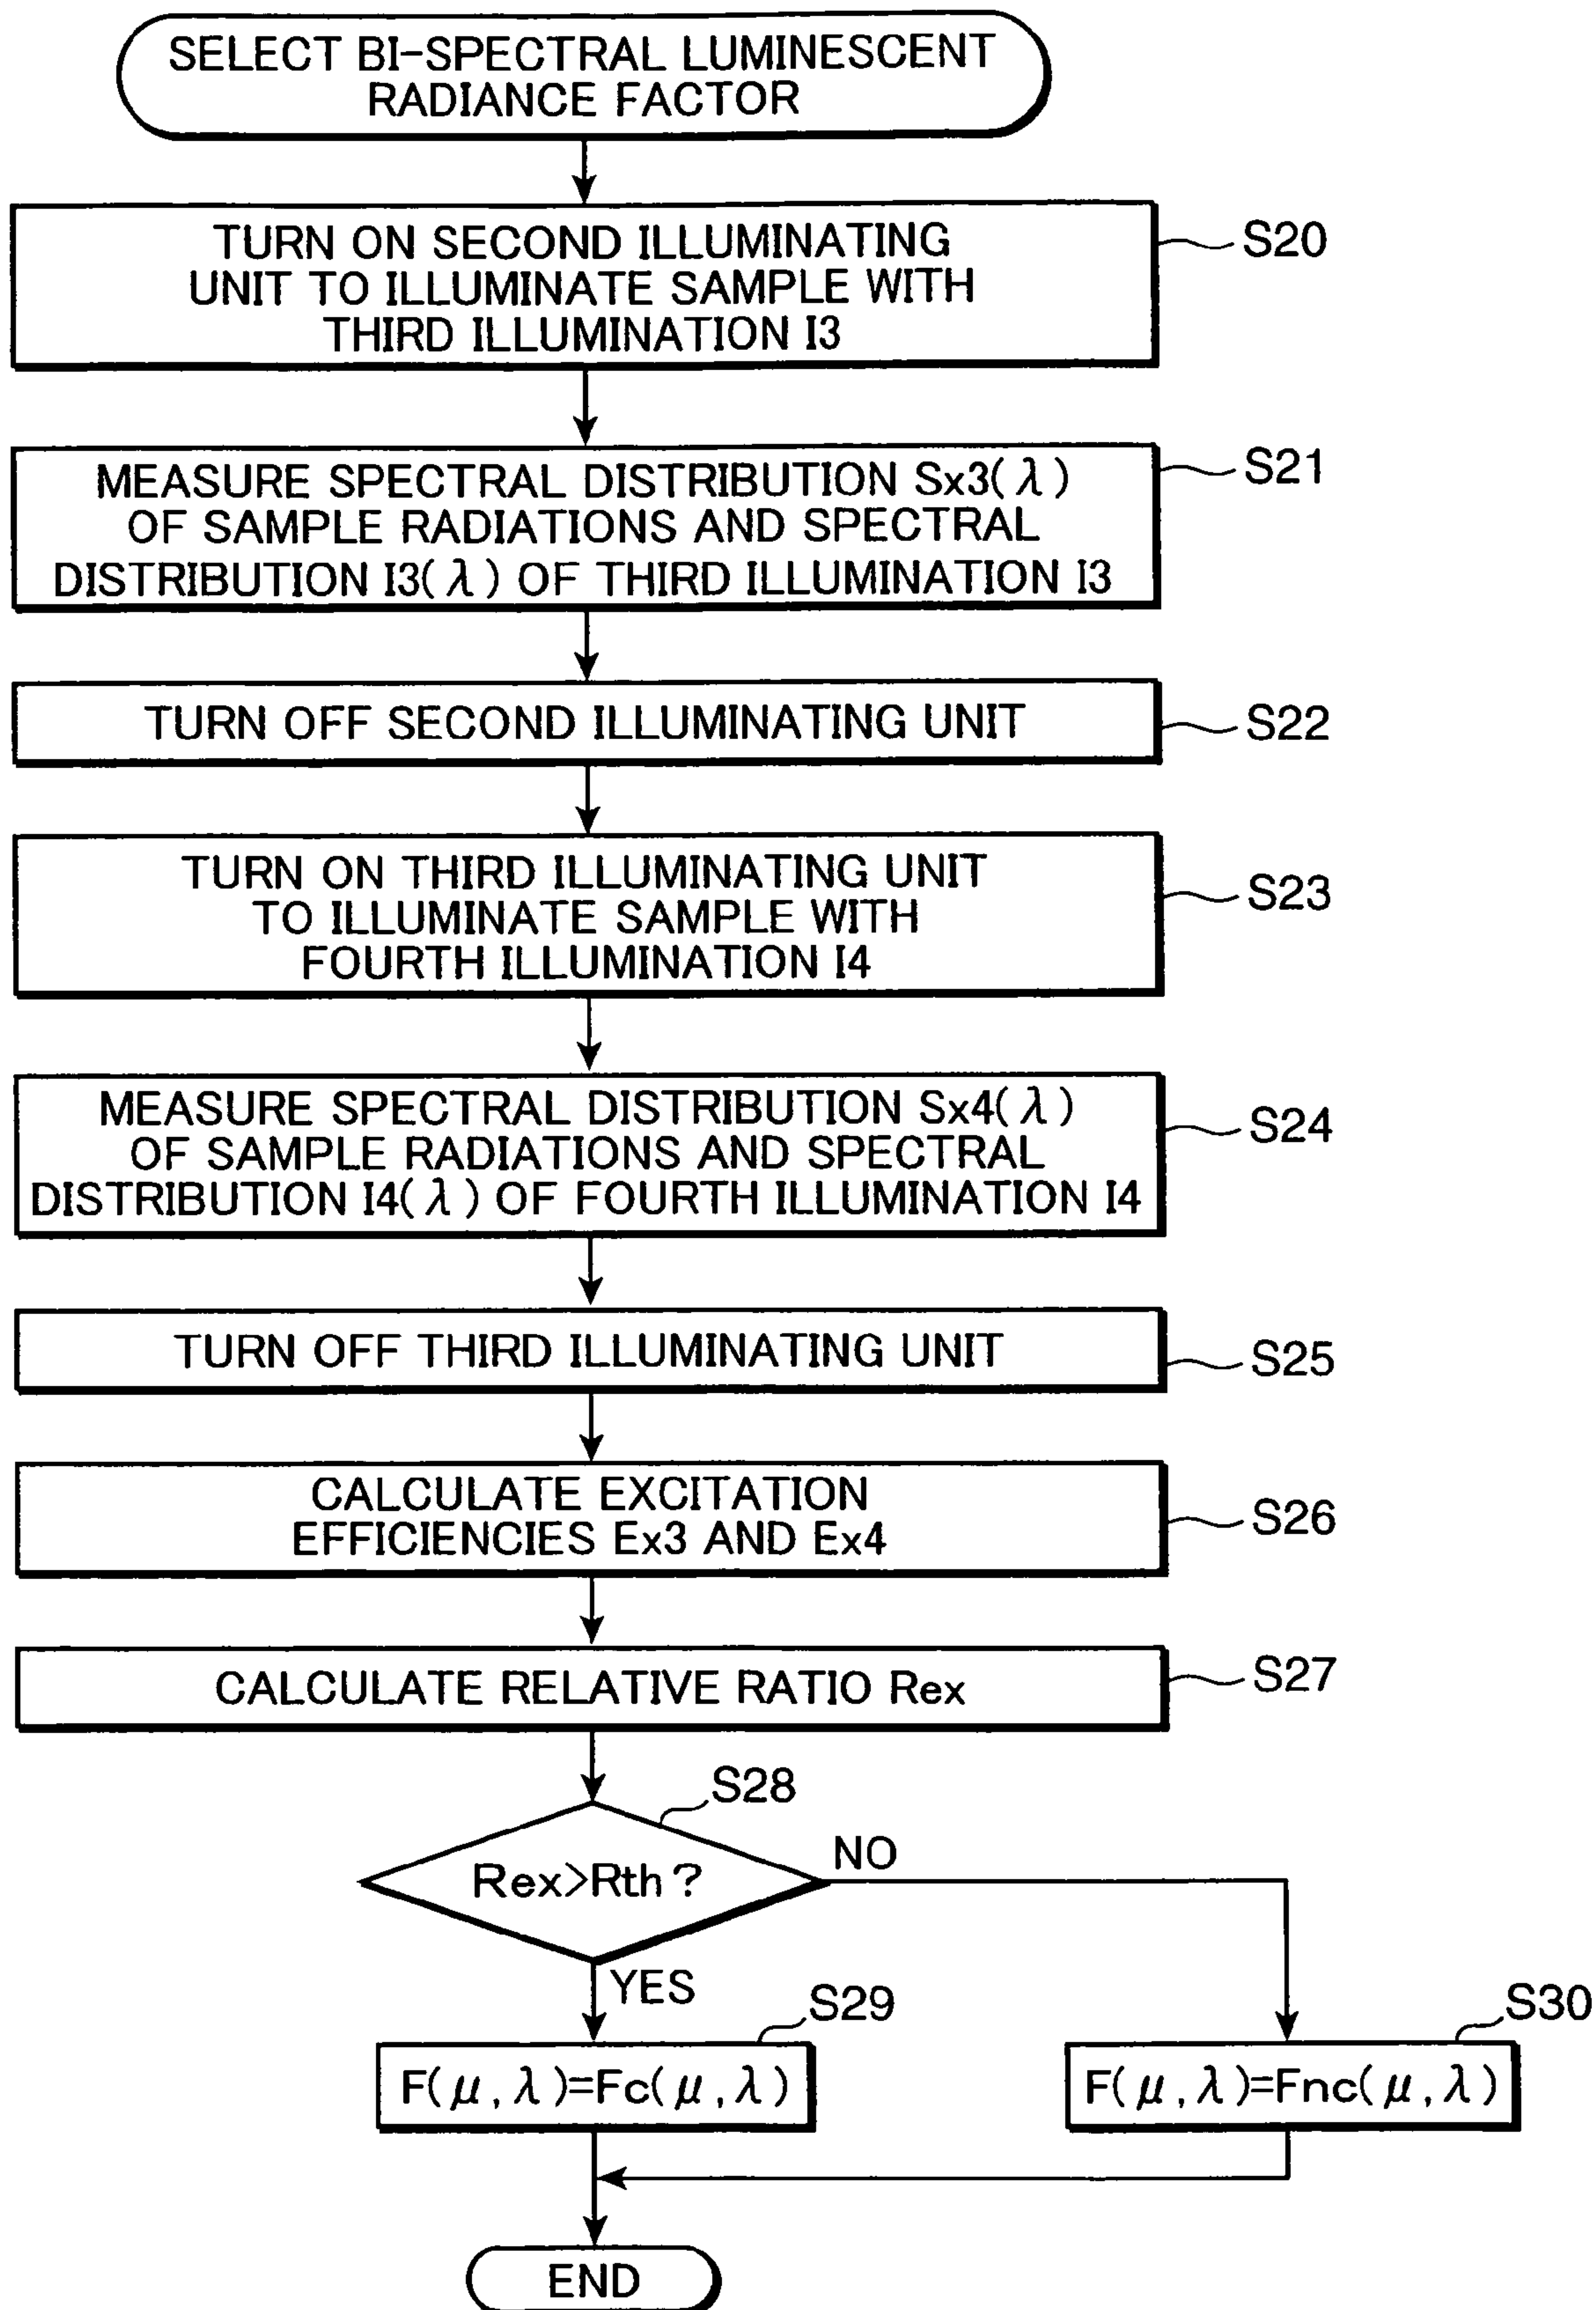 SELECT BI-SPECTRAL LUMINESCENT
RADIANCE FACTOR
TURN ON SECOND ILLUMINATING
UNIT TO ILLUMINATE SAMPLE WITH
THIRD ILLUMINATION I3
S20
MEASURE SPECTRAL DISTRIBUTION Sx3(λ)
OF SAMPLE RADIATIONS AND SPECTRAL
DISTRIBUTION I3(λ) OF THIRD ILLUMINATION I3
S21
TURN OFF SECOND ILLUMINATING UNIT
S22
TURN ON THIRD ILLUMINATING UNIT
TO ILLUMINATE SAMPLE WITH
FOURTH ILLUMINATION I4
S23
MEASURE SPECTRAL DISTRIBUTION Sx4(λ)
OF SAMPLE RADIATIONS AND SPECTRAL
DISTRIBUTION I4(λ) OF FOURTH ILLUMINATION I4
S24
TURN OFF THIRD ILLUMINATING UNIT
S25
CALCULATE EXCITATION
EFFICIENCIES Ex3 AND Ex4
S26
CALCULATE RELATIVE RATIO Rex
S27
S28
Rex>Rth?
NO
YES
S29
F(μ,λ)=Fc(μ,λ)
S30
F(μ,λ)=Fnc(μ,λ)
END